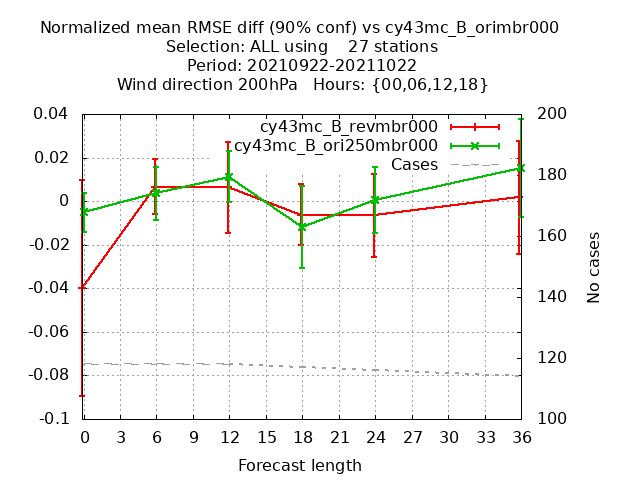 Normalized mean RMSE diff (90% conf) vs cy43mc_B_orimbr000
Selection: ALL using    27 stations
Period: 20210922-20211022
Wind direction 200hPa   Hours: {00,06,12,18}
cy43mc_B_revmbr000
cy43mc_B_ori250mbr000
Cases
0.04
0.02
0
-0.02
-0.04
-0.06
-0.08
-0.1
200
180
160
140
120
100
No cases
0 3 6 9 12 15 18 21 24 27 30 33 36
Forecast length